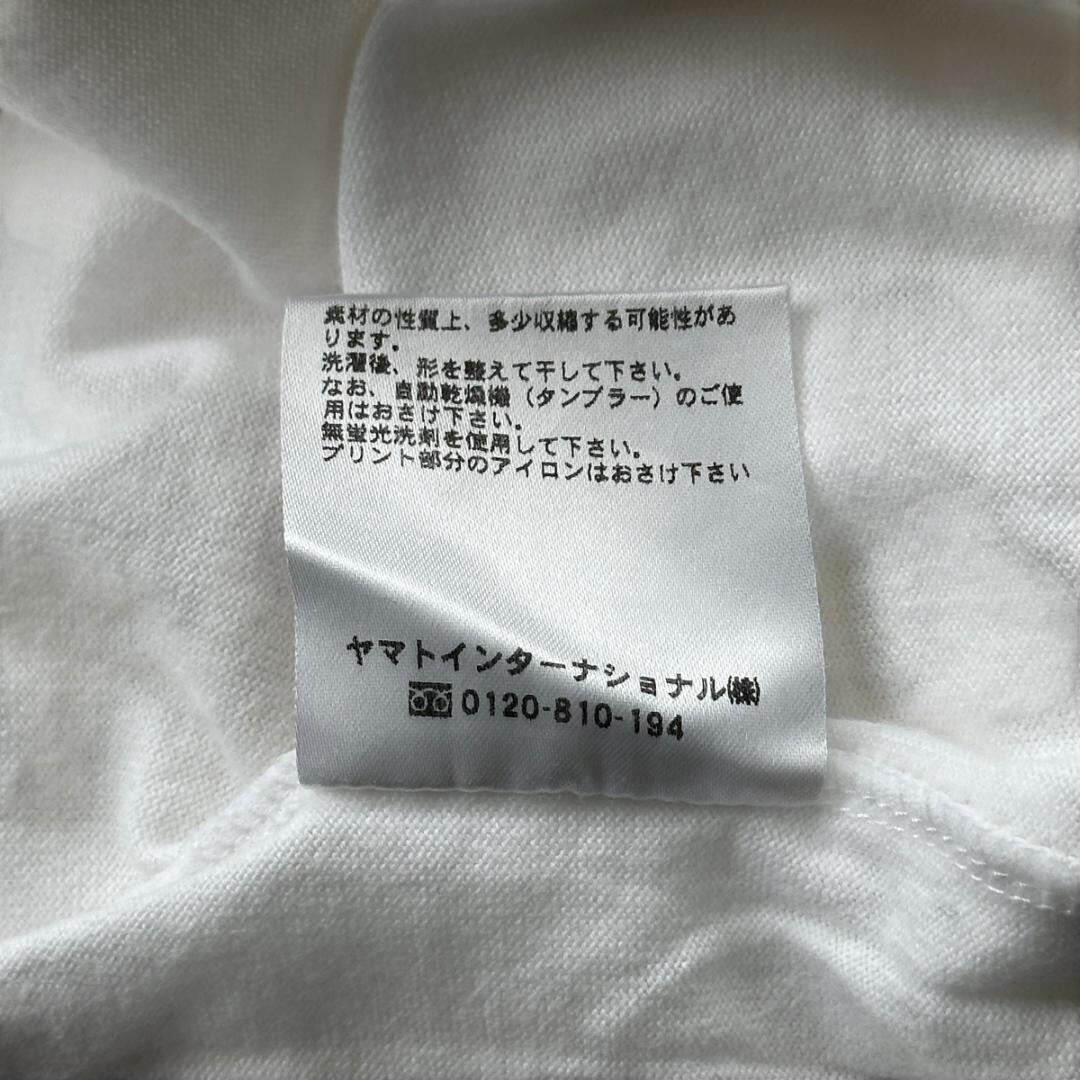 素材の性質上、多少収縮する可能性があ
ります。
洗濯後、形を整えて干して下さい。
なお、自動乾燥機（タンブラー）のご使
用はおさけ下さい。
無蛍光洗剤を使用して下さい。
プリント部分のアイロンはおさけ下さい
ヤマトインターナショナル㈱
0120-810-194